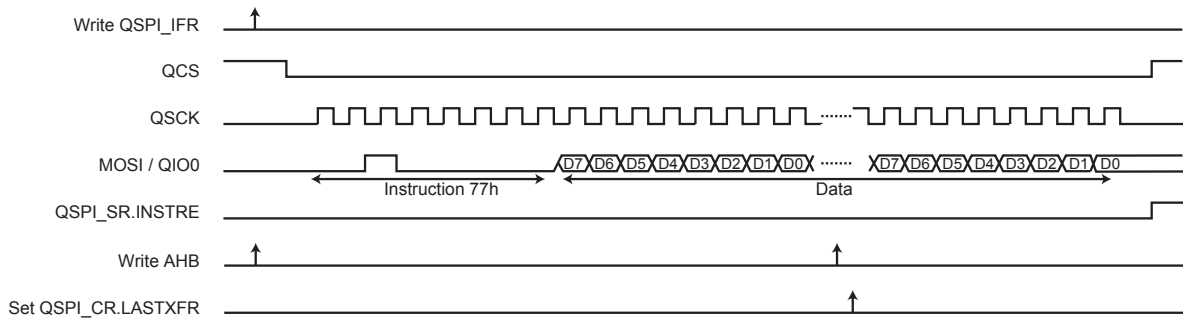 Write QSPI_IFR
QCS
QSCK
MOSI / QIO0
D7 D6 D5 D4 D3 D2 D1 D0 D7 D6 D5 D4 D3 D2 D1 D0
Instruction 77h Data
QSPI_SR.INSTRE
Write AHB
Set QSPI_CR.LASTXFR